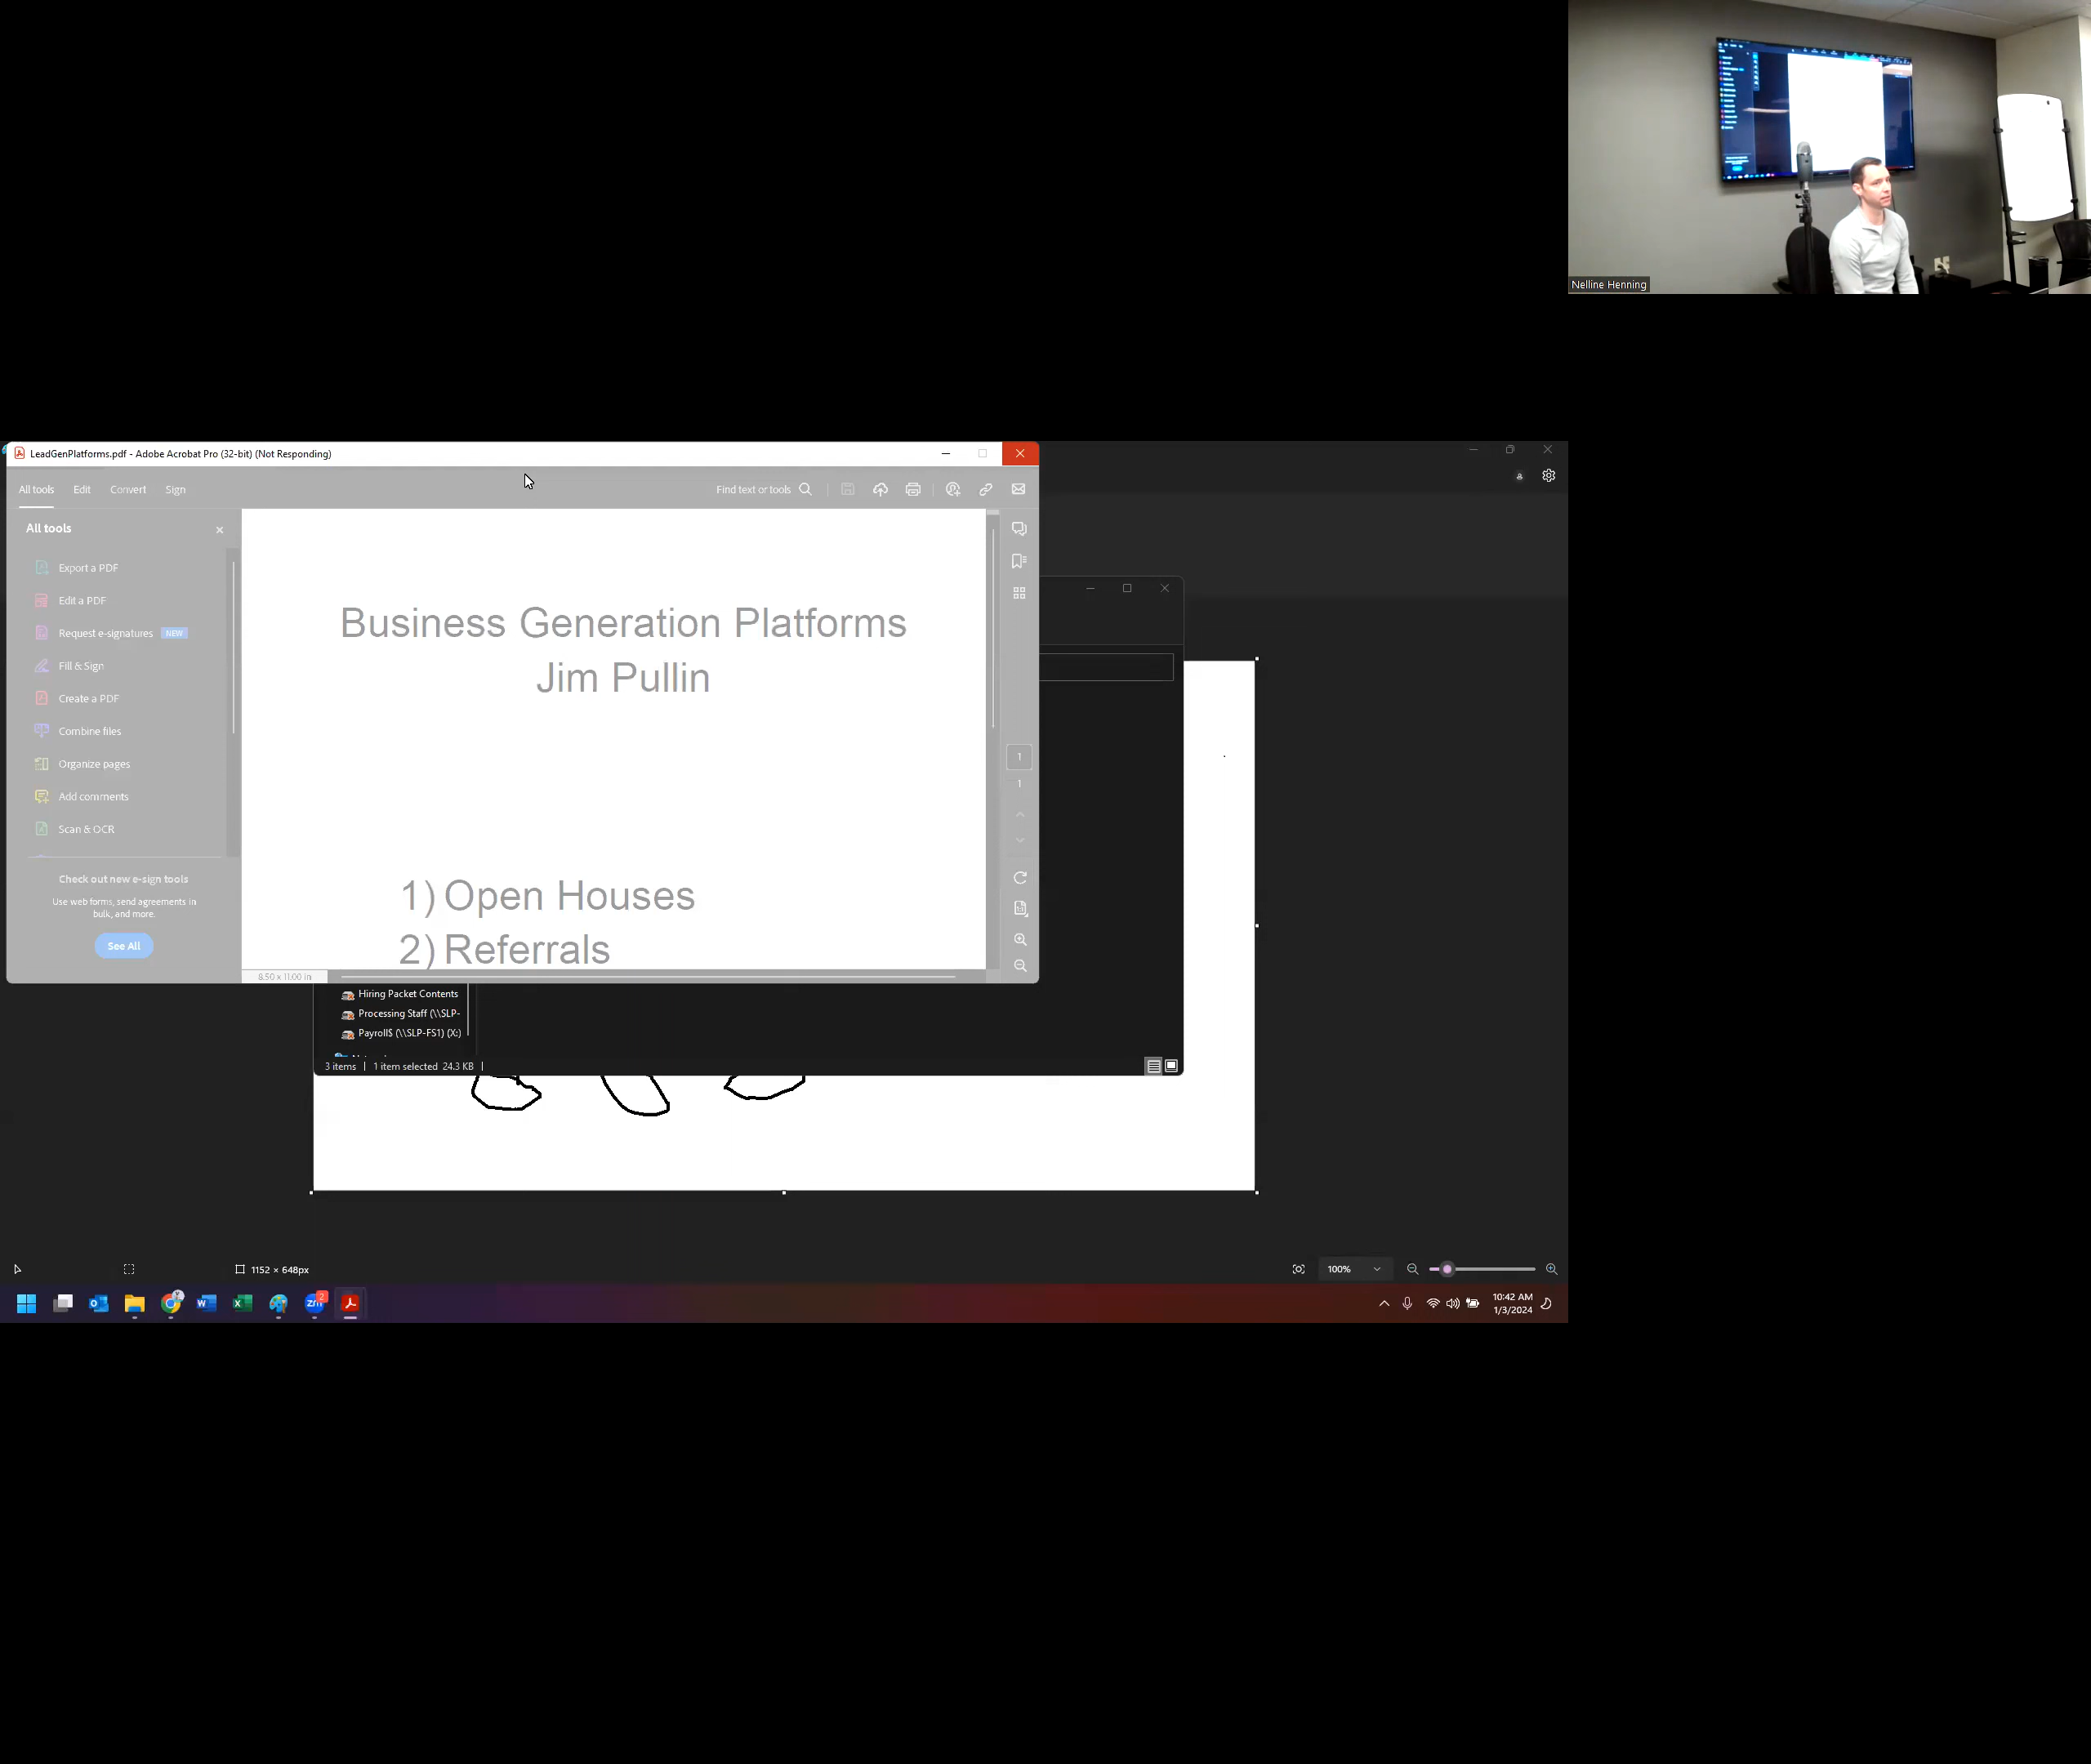 Nelline Henning
LeadGenPlatforms.pdf - Adobe Acrobat Pro (32-bit) (Not Responding)
All tools Edit Convert Sign
Find text or tools
All tools
Export a PDF
Edit a PDF
Request e-signatures NEW
Fill & Sign
Create a PDF
Combine files
Organize pages
Add comments
Scan & OCR
Check out new e-sign tools
Use web forms, send agreements in
bulk, and more.
See All
Business Generation Platforms
Jim Pullin
1) Open Houses
2) Referrals
1
1
8.50 x 11.00 in
Hiring Packet Contents
Processing Staff (\\SLP-
Payroll$ (\\SLP-FS1) (X:)
3 items | 1 item selected 24.3 KB |
1152 × 648px
100%
zm 2
10:42 AM
1/3/2024